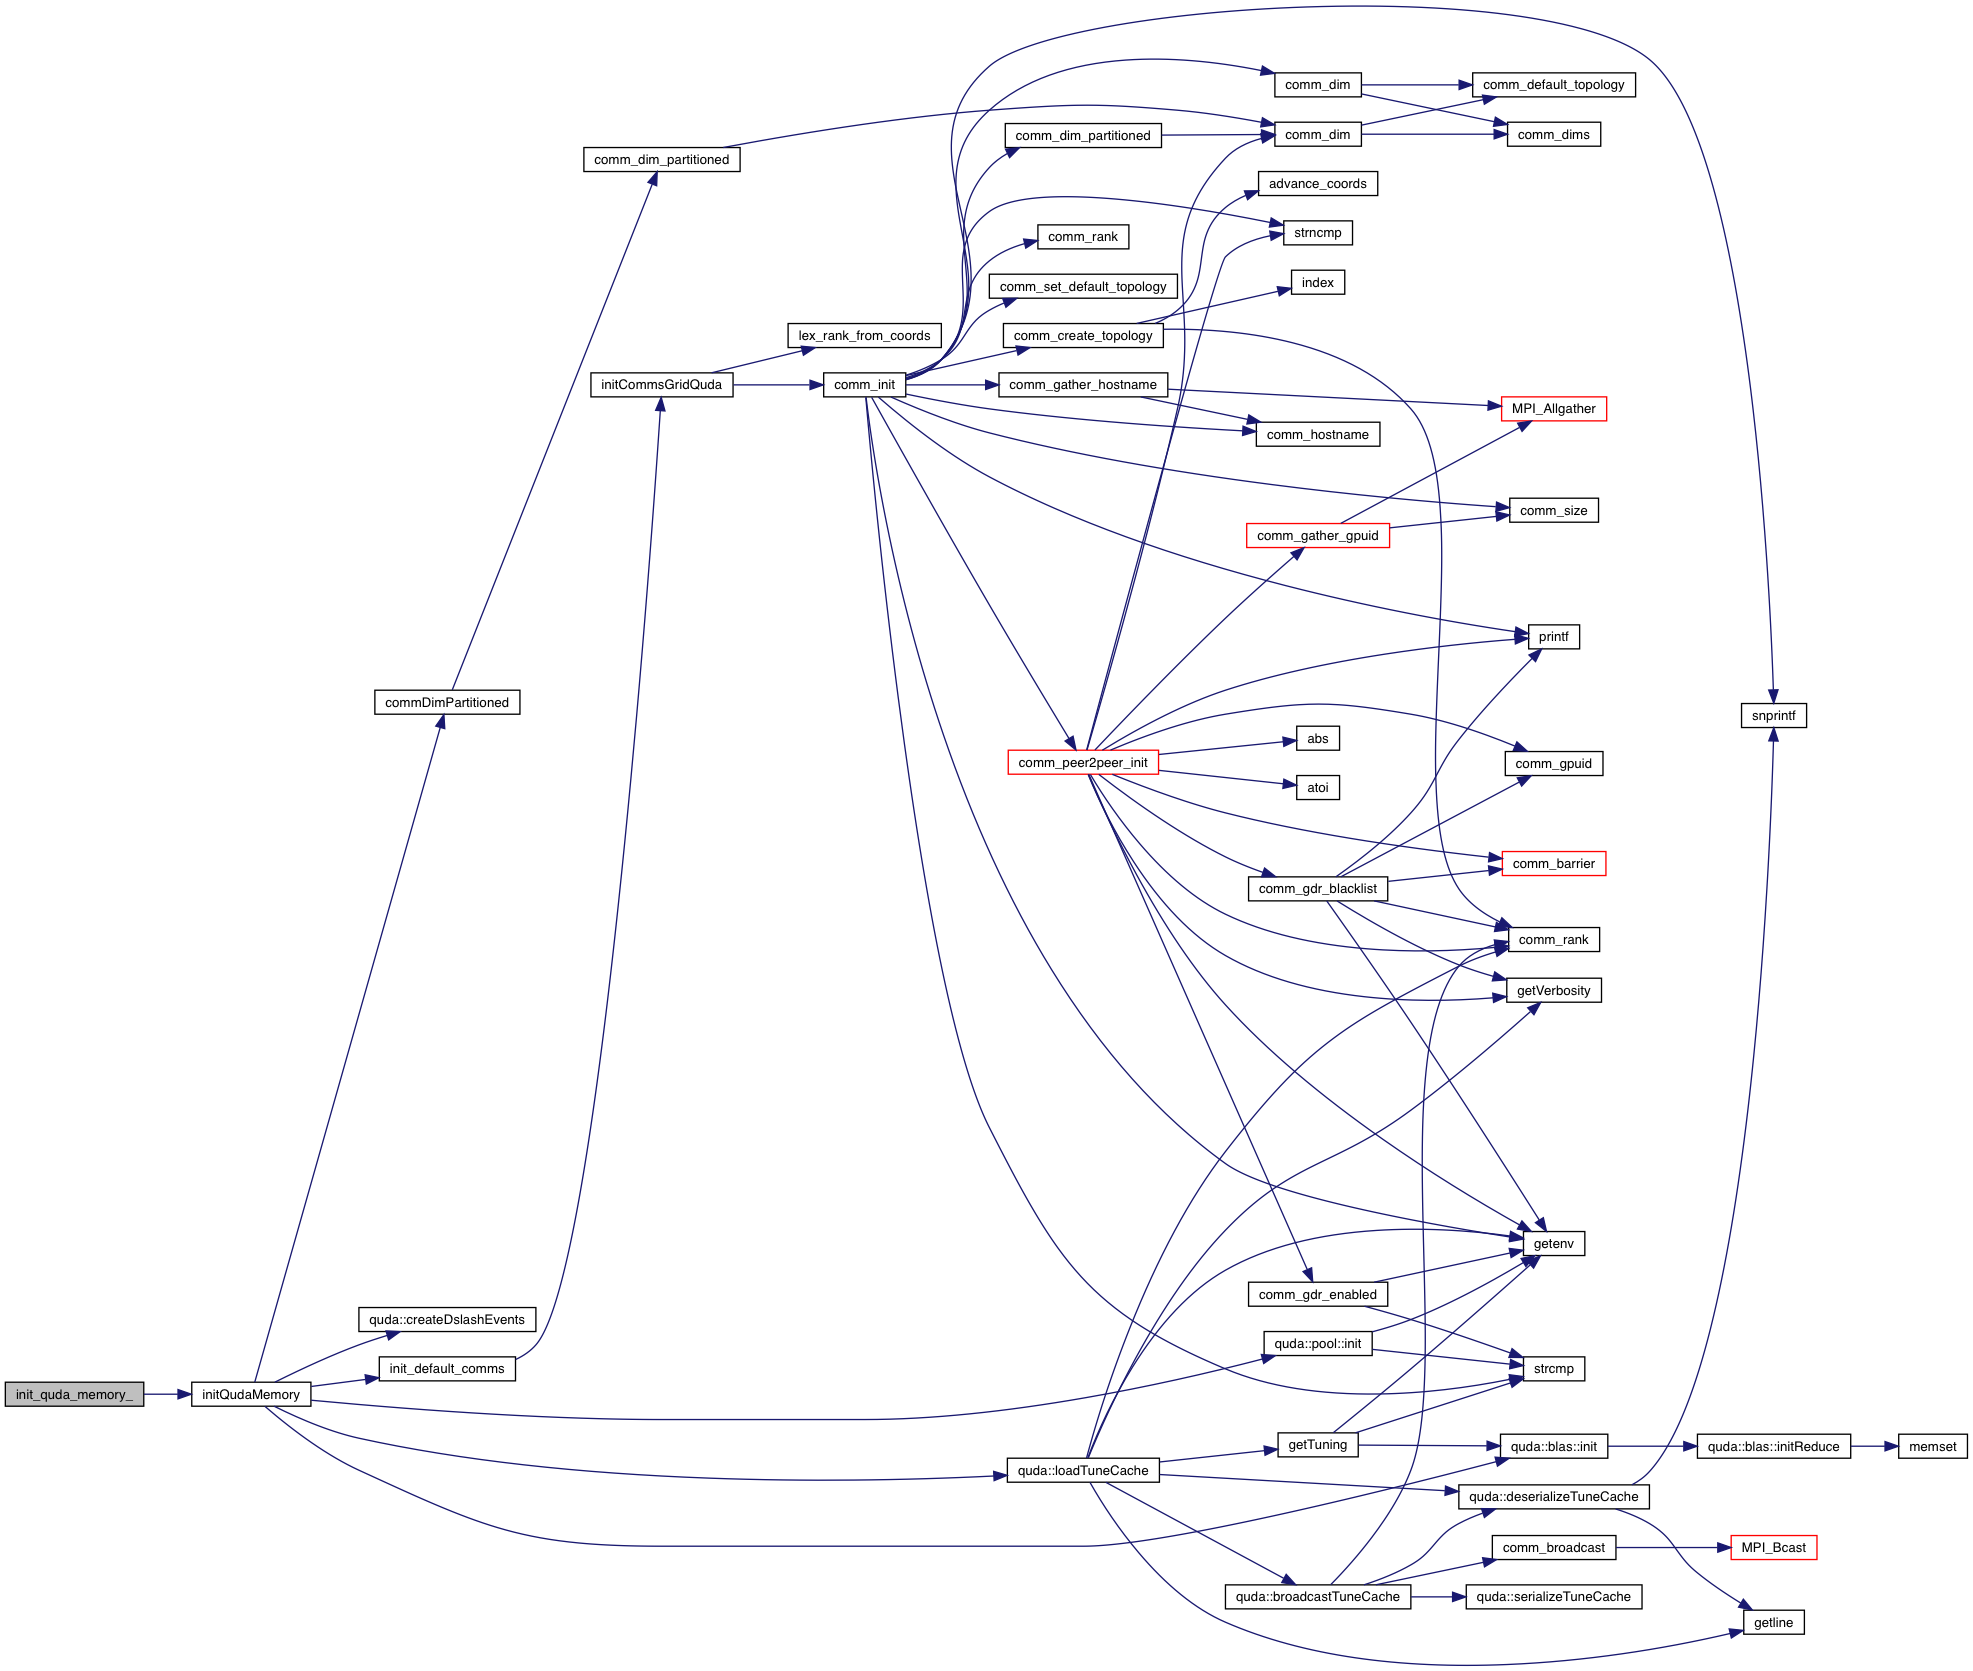 init_quda_memory_
initQudaMemory
commDimPartitioned
quda::createDslashEvents
init_default_comms
comm_dim_partitioned
initCommsGridQuda
lex_rank_from_coords
comm_init
comm_dim_partitioned
comm_rank
comm_set_default_topology
comm_create_topology
comm_gather_hostname
comm_peer2peer_init
quda::loadTuneCache
comm_dim
comm_dim
advance_coords
strncmp
index
comm_hostname
comm_gather_gpuid
abs
atoi
comm_gdr_blacklist
comm_gdr_enabled
quda::pool::init
getTuning
quda::broadcastTuneCache
comm_default_topology
comm_dims
MPI_Allgather
comm_size
printf
comm_gpuid
comm_barrier
comm_rank
getVerbosity
getenv
strcmp
quda::blas::init
quda::deserializeTuneCache
comm_broadcast
quda::serializeTuneCache
snprintf
quda::blas::initReduce
MPI_Bcast
getline
memset